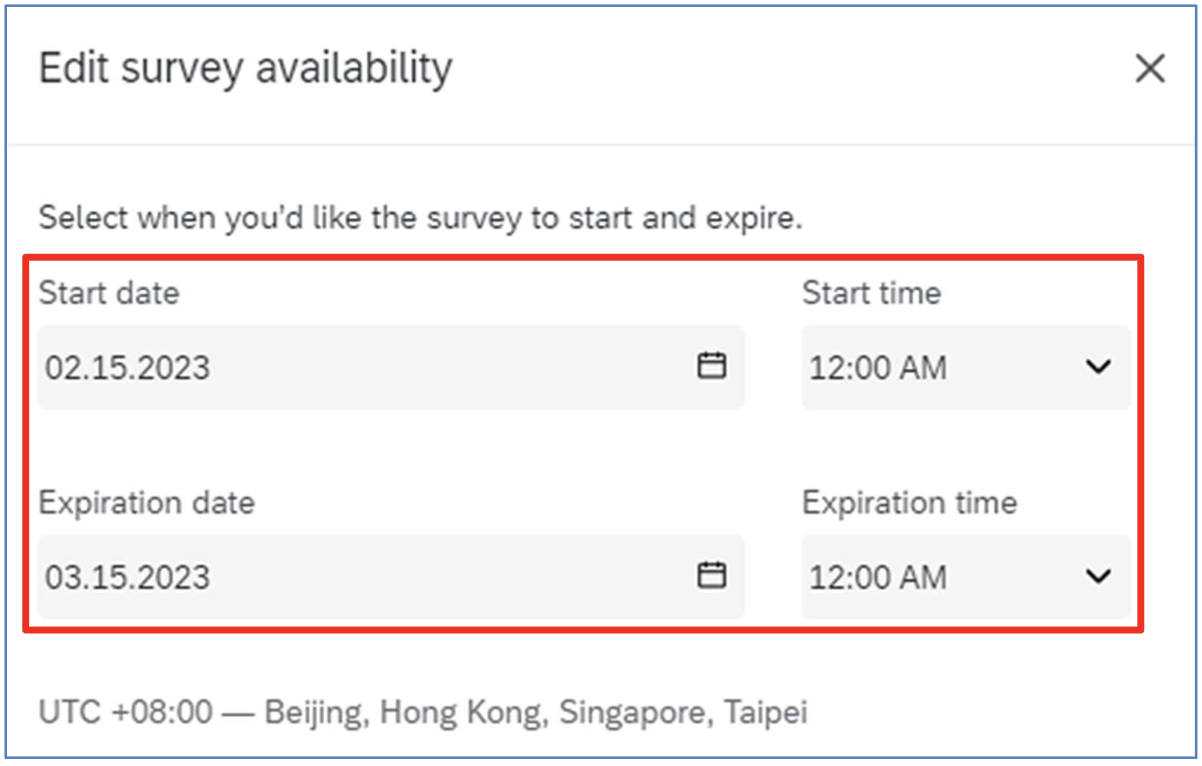 Edit survey availability
Select when you'd like the survey to start and expire.
Start date
Start time
02.15.2023
12:00 AM
Expiration date
Expiration time
03.15.2023
12:00 AM
UTC +08:00 — Beijing, Hong Kong, Singapore, Taipei